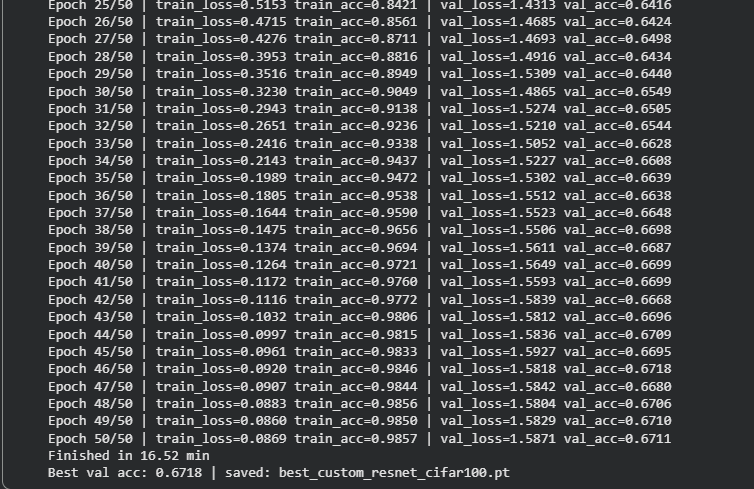 Epoch 25/50 | train_loss=0.5153 train_acc=0.8421 | val_loss=1.4313 val_acc=0.6416
Epoch 26/50 | train_loss=0.4715 train_acc=0.8561 | val_loss=1.4685 val_acc=0.6424
Epoch 27/50 | train_loss=0.4276 train_acc=0.8711 | val_loss=1.4693 val_acc=0.6498
Epoch 28/50 | train_loss=0.3953 train_acc=0.8816 | val_loss=1.4916 val_acc=0.6434
Epoch 29/50 | train_loss=0.3516 train_acc=0.8949 | val_loss=1.5309 val_acc=0.6440
Epoch 30/50 | train_loss=0.3230 train_acc=0.9049 | val_loss=1.4865 val_acc=0.6549
Epoch 31/50 | train_loss=0.2943 train_acc=0.9138 | val_loss=1.5274 val_acc=0.6505
Epoch 32/50 | train_loss=0.2651 train_acc=0.9236 | val_loss=1.5210 val_acc=0.6544
Epoch 33/50 | train_loss=0.2416 train_acc=0.9338 | val_loss=1.5052 val_acc=0.6628
Epoch 34/50 | train_loss=0.2143 train_acc=0.9437 | val_loss=1.5227 val_acc=0.6608
Epoch 35/50 | train_loss=0.1989 train_acc=0.9472 | val_loss=1.5302 val_acc=0.6639
Epoch 36/50 | train_loss=0.1805 train_acc=0.9538 | val_loss=1.5512 val_acc=0.6638
Epoch 37/50 | train_loss=0.1644 train_acc=0.9590 | val_loss=1.5523 val_acc=0.6648
Epoch 38/50 | train_loss=0.1475 train_acc=0.9656 | val_loss=1.5506 val_acc=0.6698
Epoch 39/50 | train_loss=0.1374 train_acc=0.9694 | val_loss=1.5611 val_acc=0.6687
Epoch 40/50 | train_loss=0.1264 train_acc=0.9721 | val_loss=1.5649 val_acc=0.6699
Epoch 41/50 | train_loss=0.1172 train_acc=0.9760 | val_loss=1.5593 val_acc=0.6699
Epoch 42/50 | train_loss=0.1116 train_acc=0.9772 | val_loss=1.5839 val_acc=0.6668
Epoch 43/50 | train_loss=0.1032 train_acc=0.9806 | val_loss=1.5812 val_acc=0.6696
Epoch 44/50 | train_loss=0.0997 train_acc=0.9815 | val_loss=1.5836 val_acc=0.6709
Epoch 45/50 | train_loss=0.0961 train_acc=0.9833 | val_loss=1.5927 val_acc=0.6695
Epoch 46/50 | train_loss=0.0920 train_acc=0.9846 | val_loss=1.5818 val_acc=0.6718
Epoch 47/50 | train_loss=0.0907 train_acc=0.9844 | val_loss=1.5842 val_acc=0.6680
Epoch 48/50 | train_loss=0.0883 train_acc=0.9856 | val_loss=1.5804 val_acc=0.6706
Epoch 49/50 | train_loss=0.0860 train_acc=0.9850 | val_loss=1.5829 val_acc=0.6710
Epoch 50/50 | train_loss=0.0869 train_acc=0.9857 | val_loss=1.5871 val_acc=0.6711
Finished in 16.52 min
Best val acc: 0.6718 | saved: best_custom_resnet_cifar100.pt